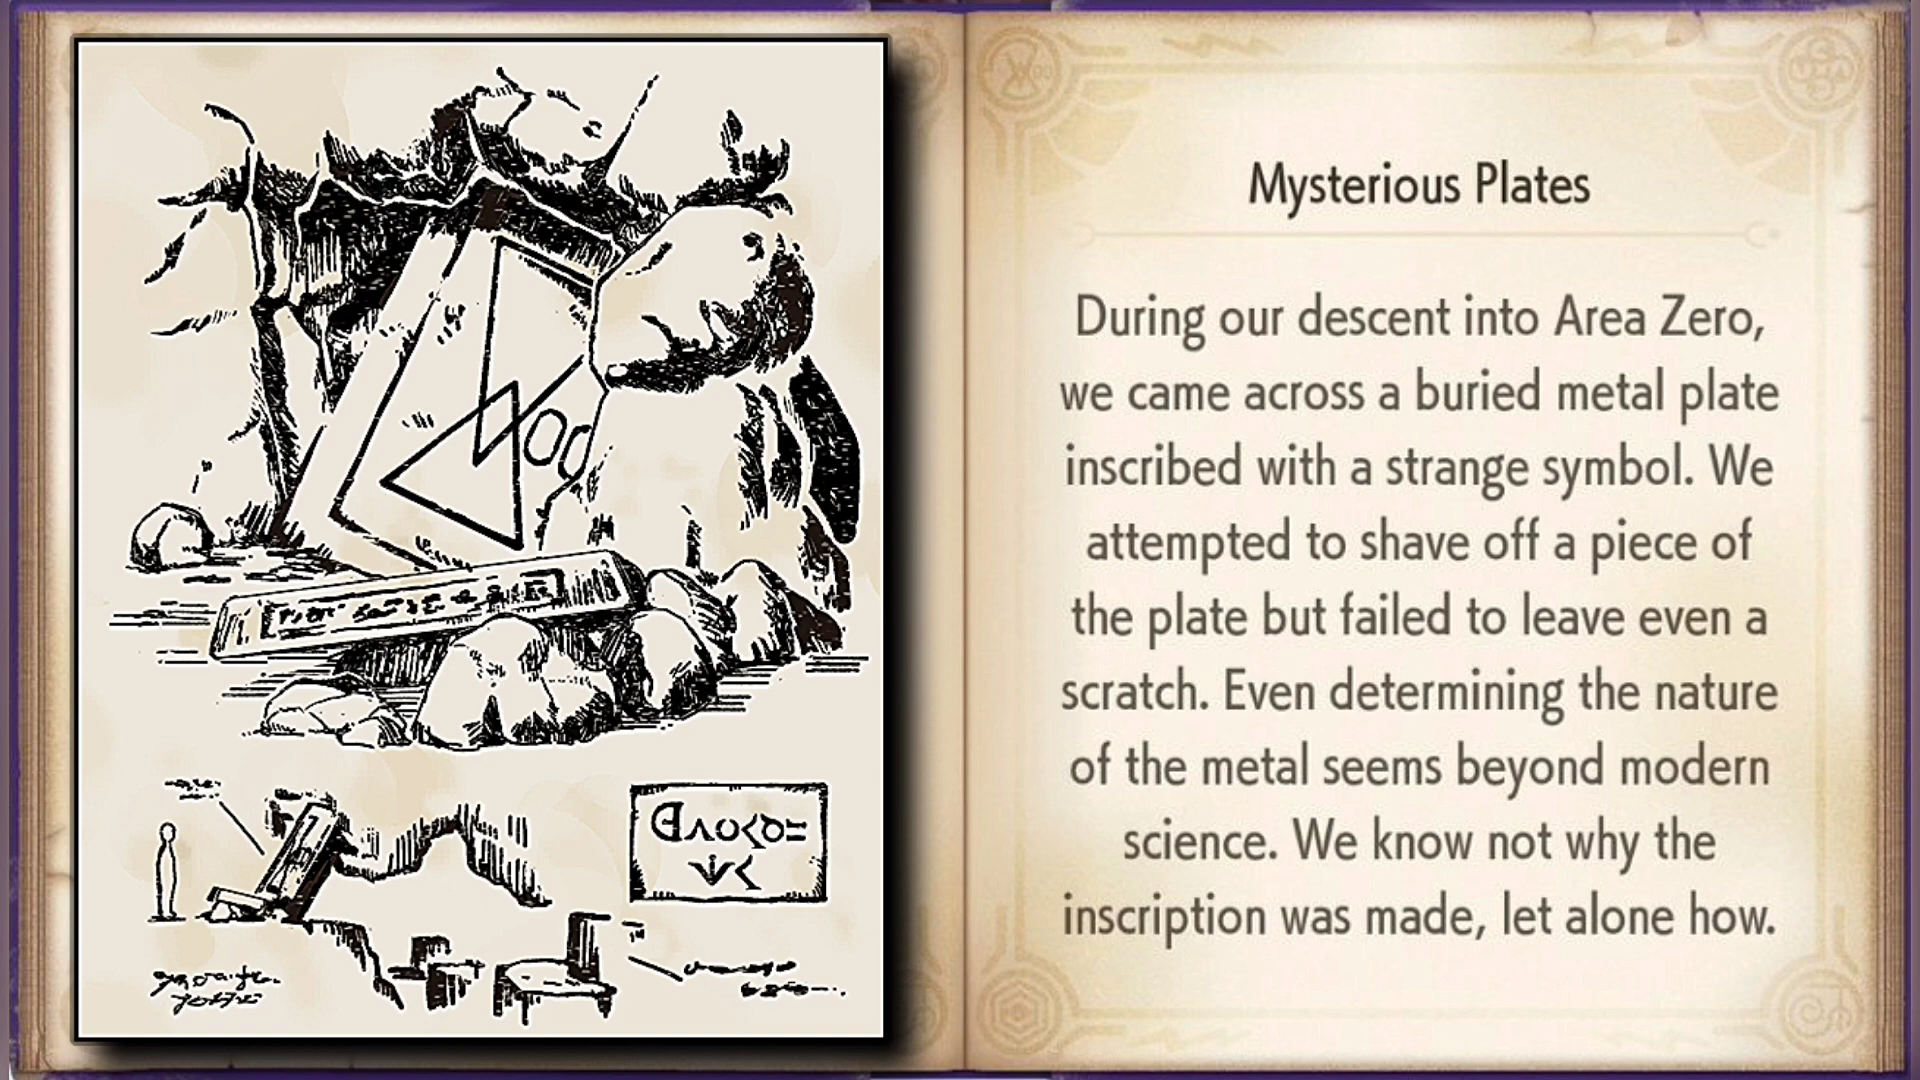 Mysterious Plates
During our descent into Area Zero,
we came across a buried metal plate
inscribed with a strange symbol. We
attempted to shave off a piece of
the plate but failed to leave even a
scratch. Even determining the nature
of the metal seems beyond modern
science. We know not why the
inscription was made, let alone how.